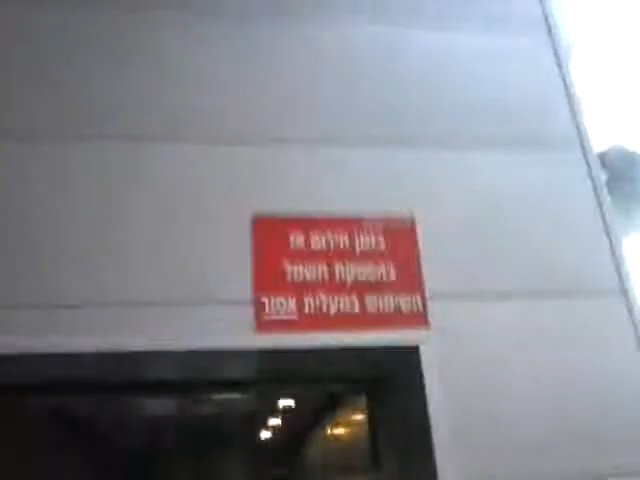 בזמן חירום או
בהפסקת חשמל
השימוש במעלית אסור